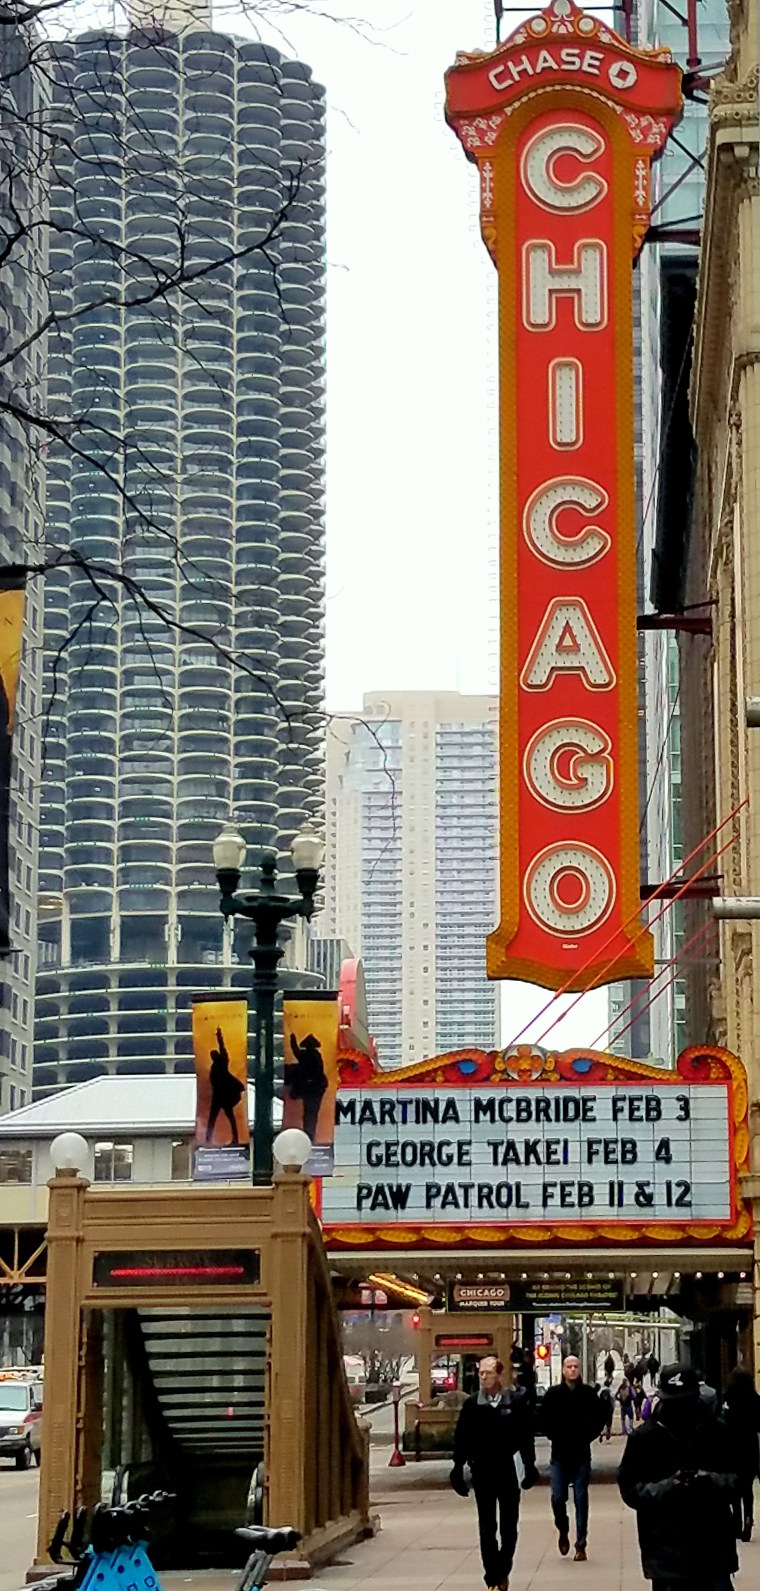 CHASE
CHICAGO
MARTINA MCBRIDE FEB 3
GEORGE TAKEI FEB 4
PAW PATROL FEB 11 & 12
CHICAGO
MARQUEE TOUR